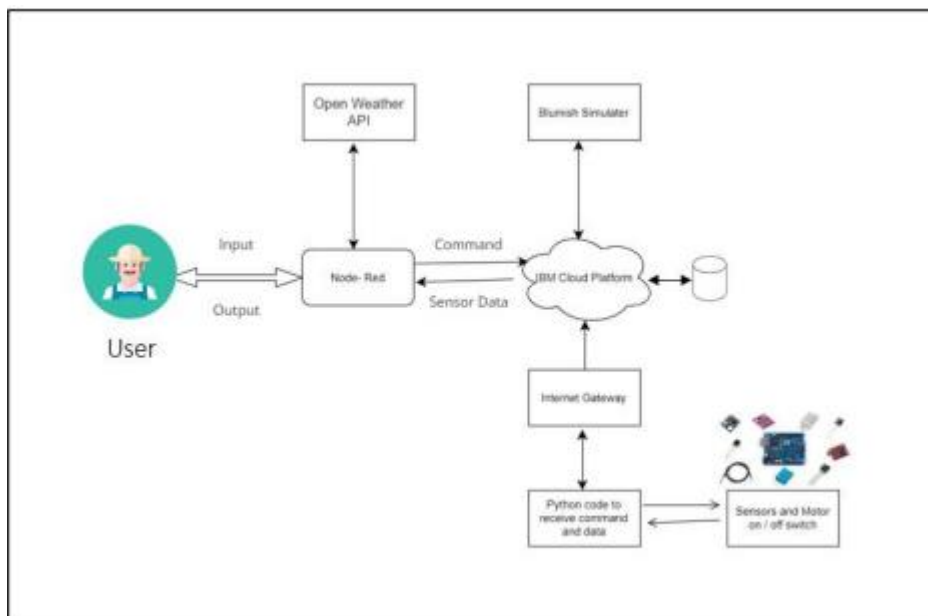 Open Weather
API
Blumish Simulater
Input
Command
Node- Red
IBM Cloud Platform
Output
Sensor Data
User
Internet Gateway
Python code to
receive command
and data
Sensors and Motor
on / off switch